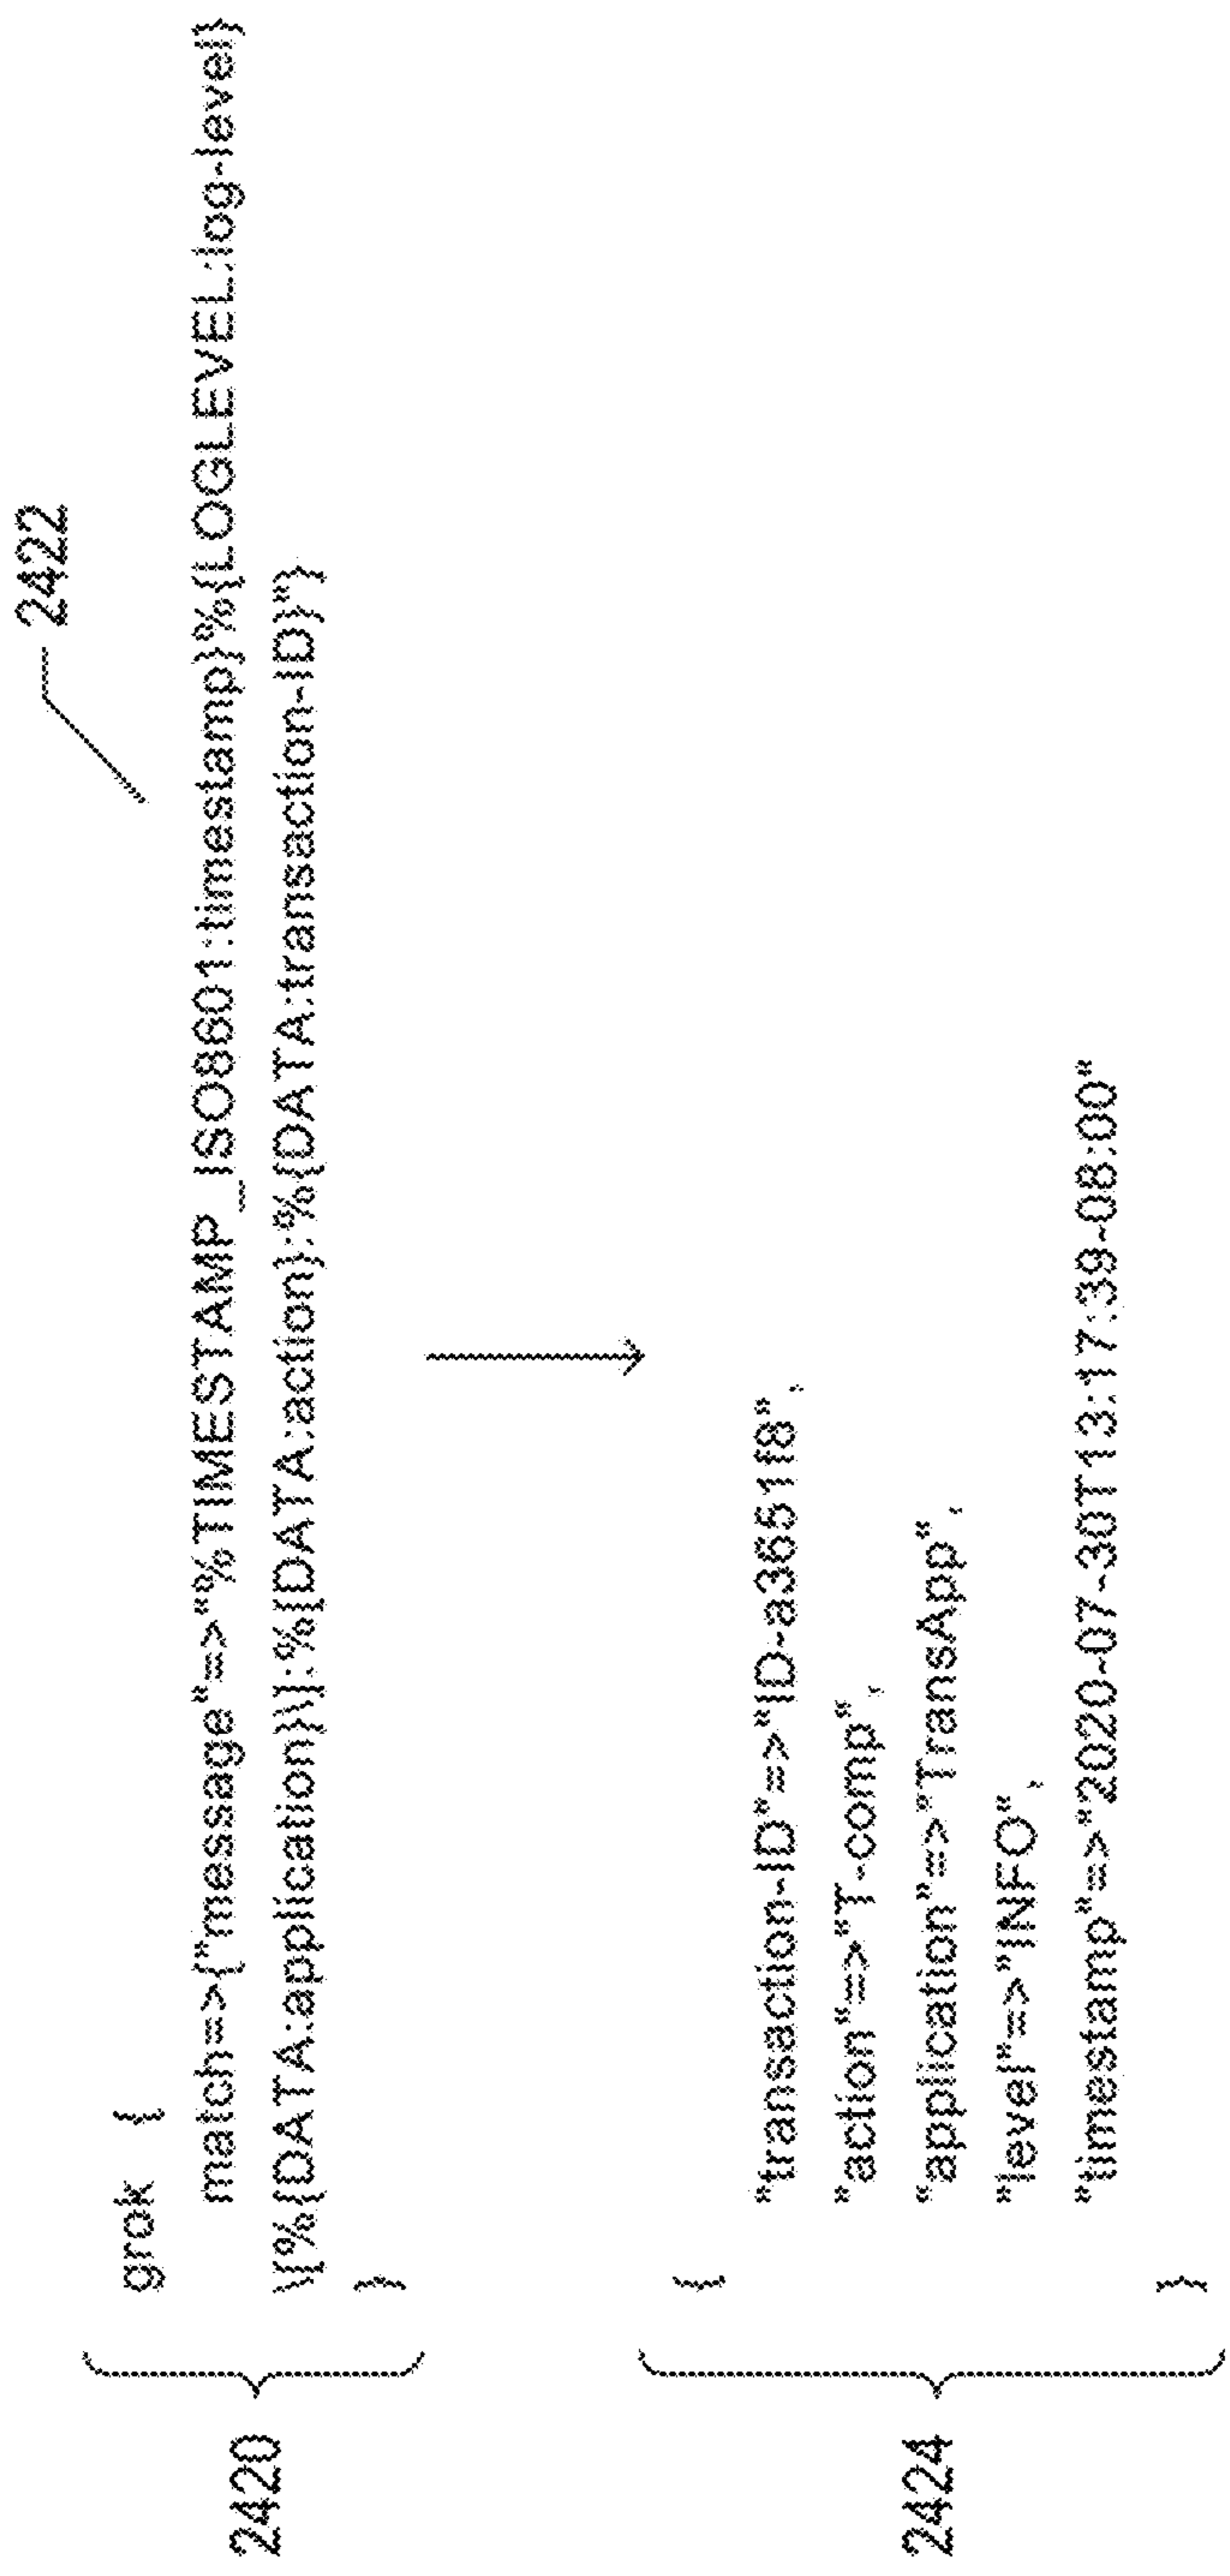 2422
grok {
match=>{"message"=>"%TIMESTAMP_ISO8601:timestamp}%{LOGLEVEL:log-level}
\[%{DATA:application}\]:%[DATA:action}:%{DATA:transaction-ID}"}
}
2420
{
"transaction-ID"=>"ID-a3651f8",
"action"=>"T-comp",
"application"=>"TransApp",
"level"=>"INFO",
"timestamp"=>"2020-07-30T13:17:39-08:00"
}
2424